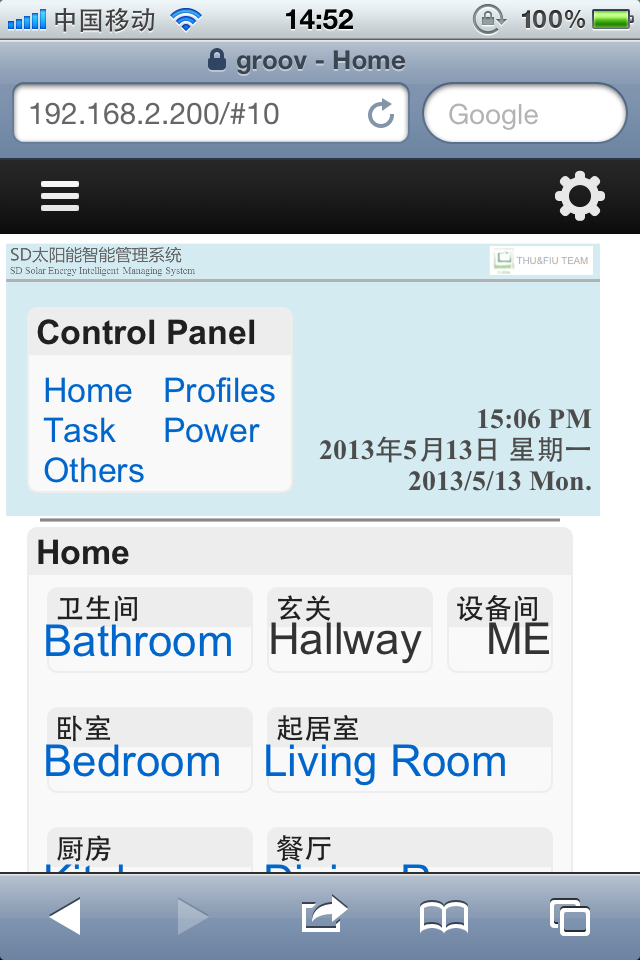 中国移动 14:52 100%
groov - Home
192.168.2.200/#10 Google
SD太阳能智能管理系统
SD Solar Energy Intelligent Managing System
THU&FIU TEAM
Control Panel
Home Profiles
Task Power
Others
15:06 PM
2013年5月13日 星期一
2013/5/13 Mon.
Home
卫生间 玄关 设备间
Bathroom Hallway ME
卧室 起居室
Bedroom Living Room
厨房 餐厅